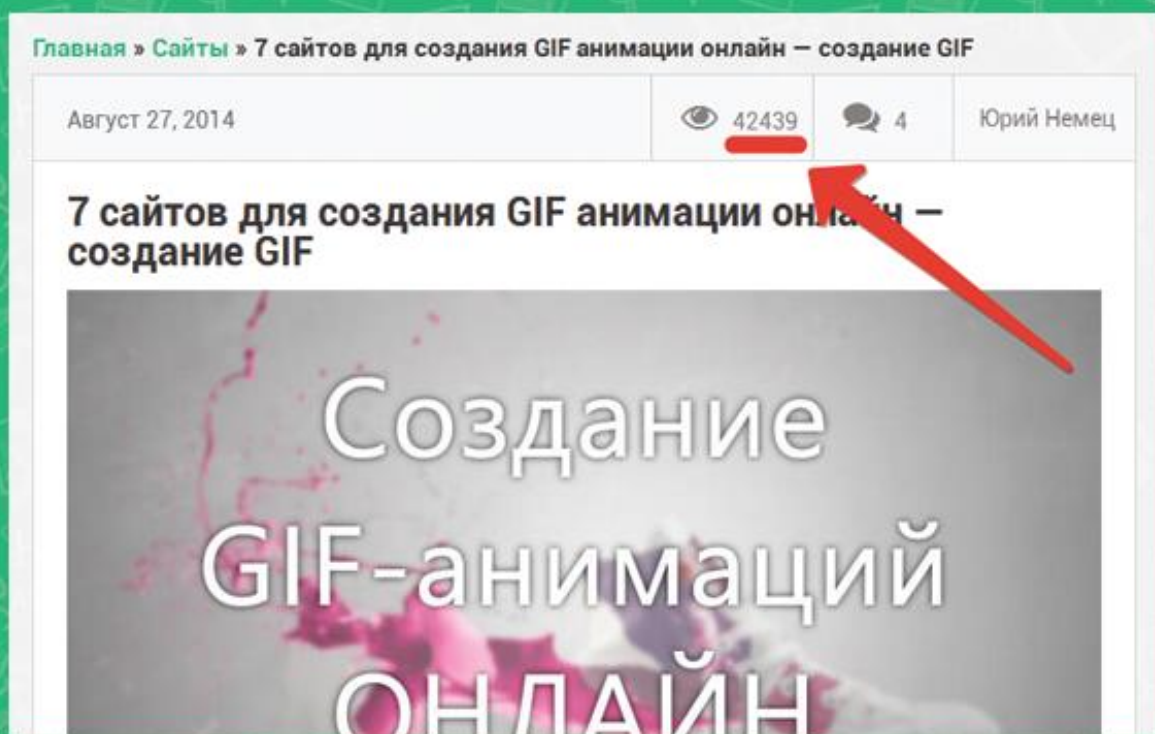 Главная » Сайты » 7 сайтов для создания GIF анимации онлайн — создание GIF
Август 27, 2014
42439
4
Юрий Немец
7 сайтов для создания GIF анимации онлайн —
создание GIF
Создание
GIF-анимаций
ОНЛАЙН